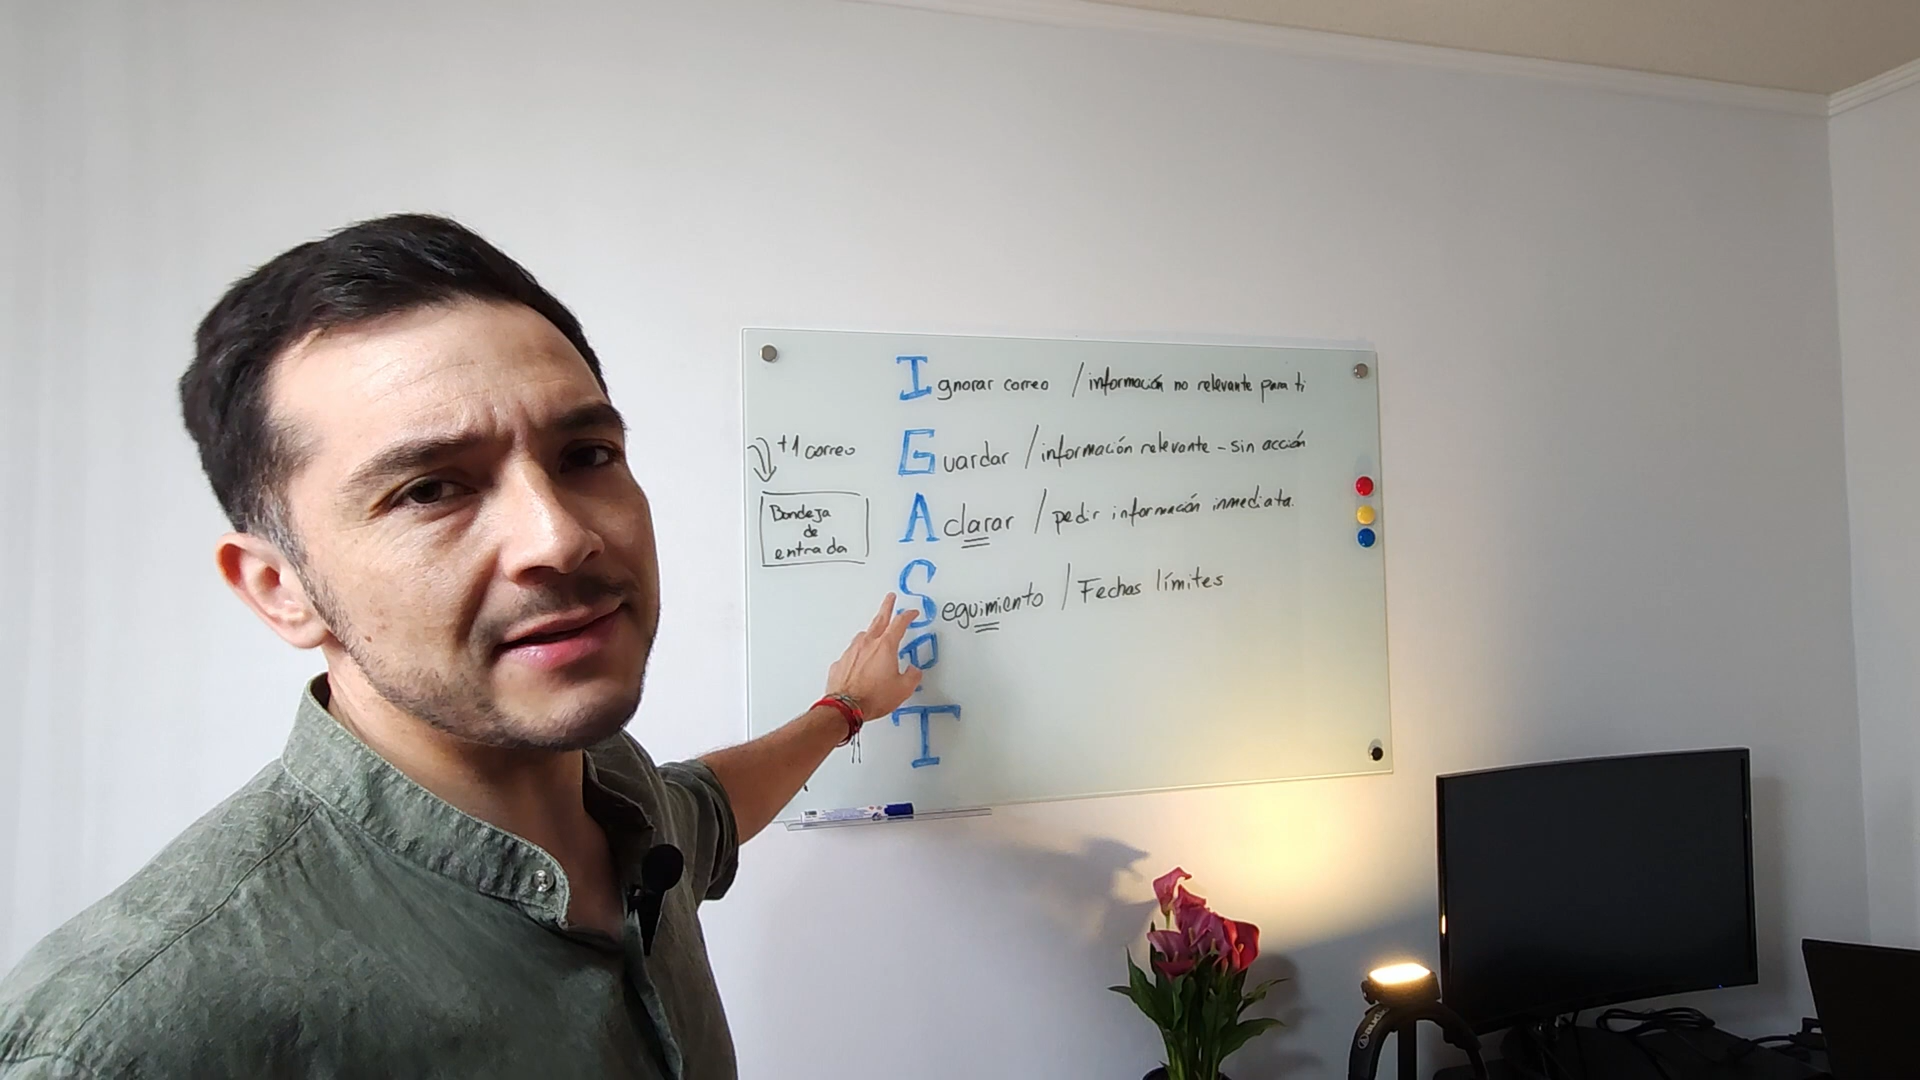 Ignorar correo / información no relevante para ti
+1 correo
Guardar / información relevante - sin acción
Bandeja
de
entrada
Aclarar / pedir información inmediata.
Seguimiento / Fechas límites
P
T